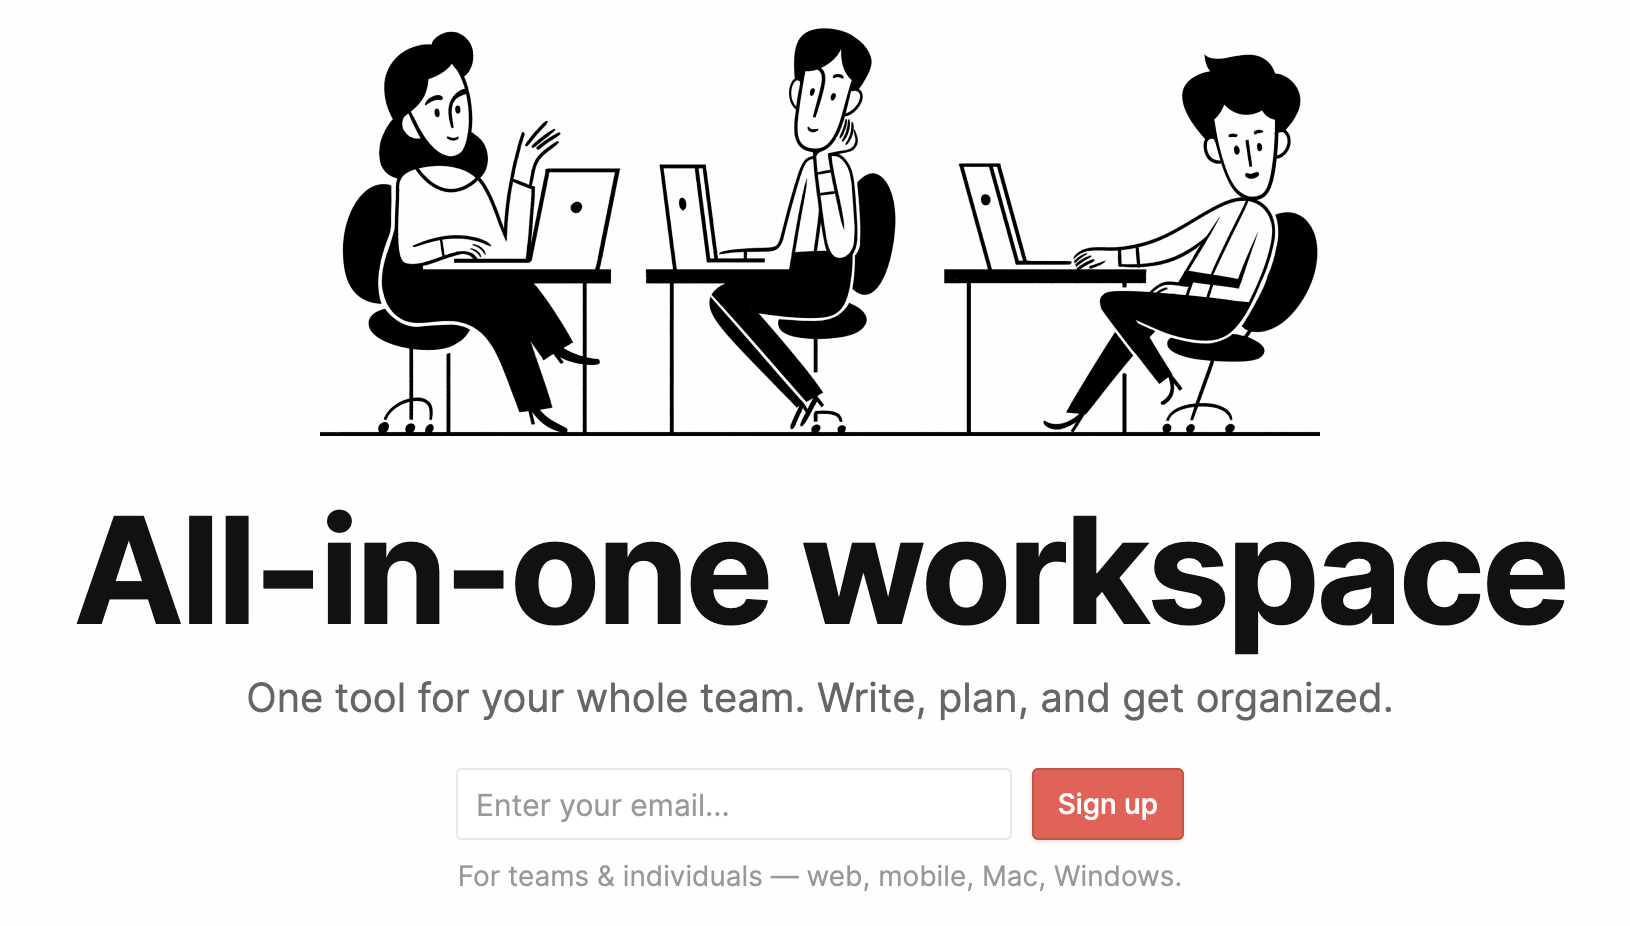 All-in-one workspace
One tool for your whole team. Write, plan, and get organized.
Enter your email...
Sign up
For teams & individuals — web, mobile, Mac, Windows.